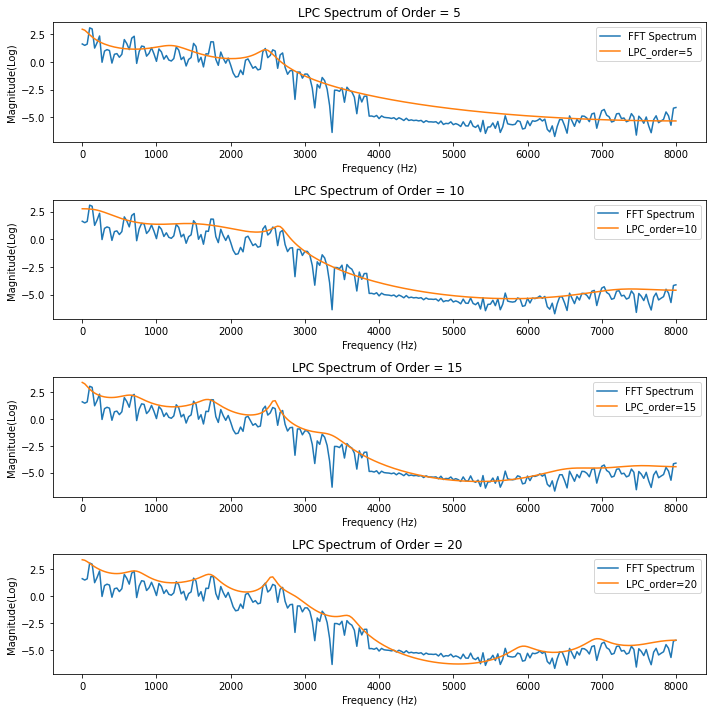 LPC Spectrum of Order = 5
Magnitude(Log)
2.5
0.0
−2.5
−5.0
FFT Spectrum
LPC_order=5
0 1000 2000 3000 4000 5000 6000 7000 8000
Frequency (Hz)
LPC Spectrum of Order = 10
Magnitude(Log)
2.5
0.0
−2.5
−5.0
FFT Spectrum
LPC_order=10
0 1000 2000 3000 4000 5000 6000 7000 8000
Frequency (Hz)
LPC Spectrum of Order = 15
Magnitude(Log)
2.5
0.0
−2.5
−5.0
FFT Spectrum
LPC_order=15
0 1000 2000 3000 4000 5000 6000 7000 8000
Frequency (Hz)
LPC Spectrum of Order = 20
Magnitude(Log)
2.5
0.0
−2.5
−5.0
FFT Spectrum
LPC_order=20
0 1000 2000 3000 4000 5000 6000 7000 8000
Frequency (Hz)